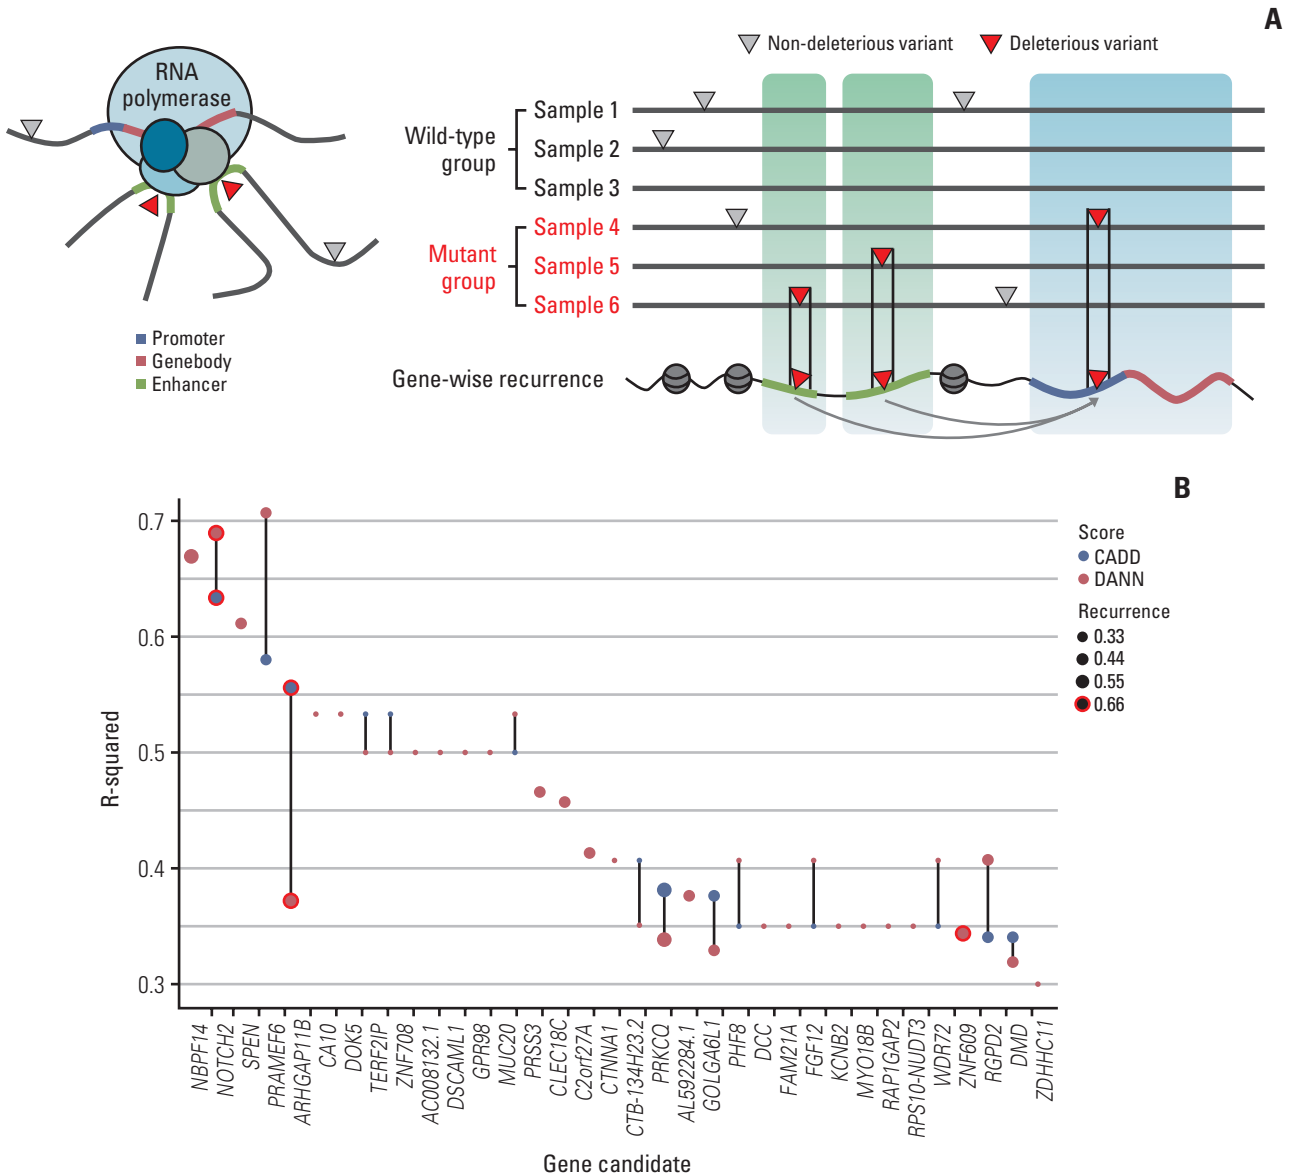 A
RNA
polymerase
Promoter
Genebody
Enhancer
Non-deleterious variant
Deleterious variant
Wild-type
group
Sample 1
Sample 2
Sample 3
Mutant
group
Sample 4
Sample 5
Sample 6
Gene-wise recurrence
B
R-squared
0.7
0.6
0.5
0.4
0.3
NBPF14
NOTCH2
SPEN
PRAMEF6
ARHGAP11B
CA10
DOK5
TERF2IP
ZNF708
AC008132.1
DSCAML1
GPR98
MUC20
PRSS3
CLEC18C
C2orf27A
CTNNA1
CTB-134H23.2
PRKCQ
AL592284.1
GOLGA6L1
PHF8
DCC
FAM21A
FGF12
KCNB2
MYO18B
RAP1GAP2
RPS10-NUDT3
WDR72
ZNF609
RGPD2
DMD
ZDHHC11
Gene candidate
Score
CADD
DANN
Recurrence
0.33
0.44
0.55
0.66